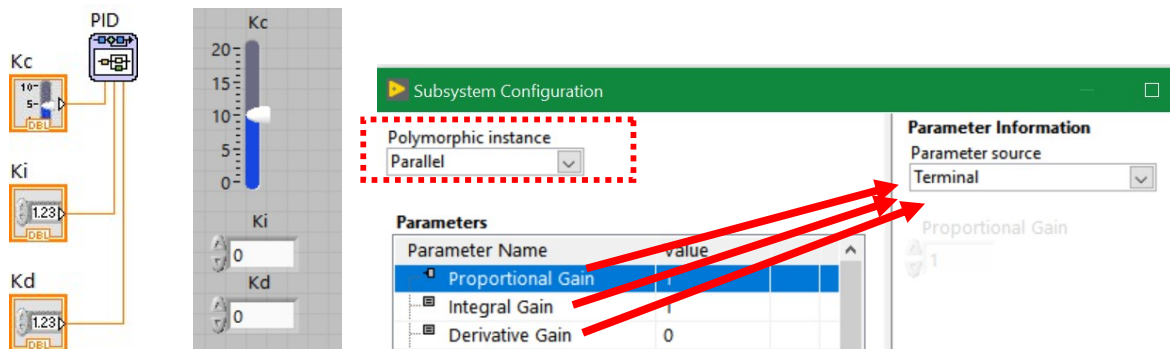 PID
Kc
10-
5-
DBL
Ki
1.23
DBL
Kd
1.23
DBL
Kc
20
15
10
5
0
Ki
0
Kd
0
Subsystem Configuration
Polymorphic instance
Parallel
Parameters
Parameter Name Value
Proportional Gain 1
Integral Gain 1
Derivative Gain 0
Parameter Information
Parameter source
Terminal
Proportional Gain
1